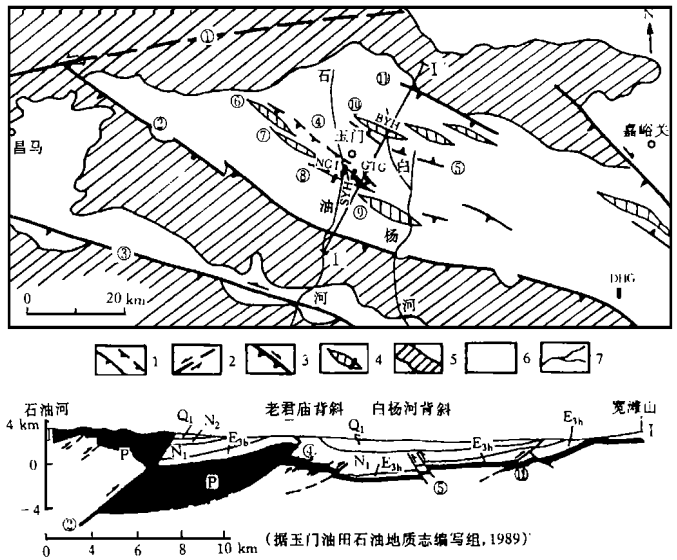 ①
N
石
⑪
I
⑥
⑩
④
BYH
②
⑦
玉门
嘉峪关
昌马
白
⑤
⑧
NGT
GTG
SYH
油
⑨
杨
③
I
DHG
0 20 km
河
河
1 2 3 4 5 6 7
石油河
老君庙背斜
白杨河背斜
宽滩山
4 km
Q₁
N₂
Q₁
E₃ₕ
I
E₃ₕ
E₃ₕ
P
N₁
④
N₁
E₃ₕ
0
P
⑤
⑪
-4
②
0 2 4 6 8 10 km
(据玉门油田石油地质志编写组,1989)